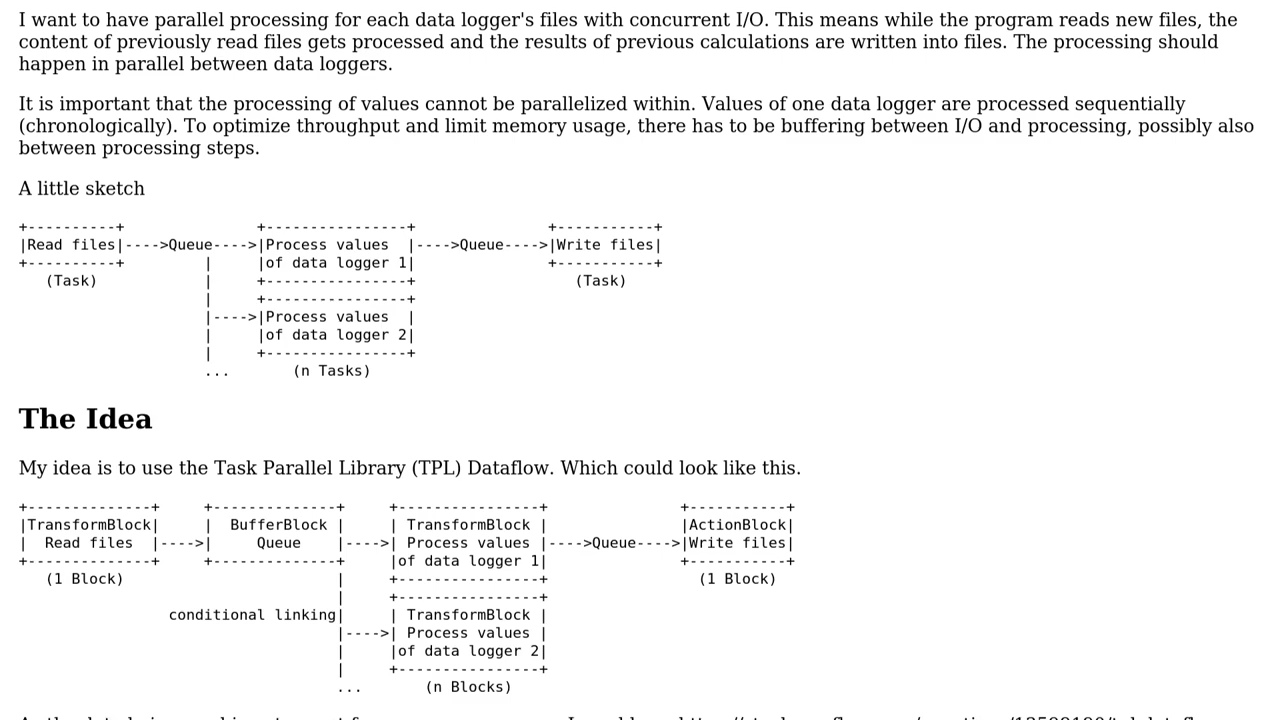 I want to have parallel processing for each data logger's files with concurrent I/O. This means while the program reads new files, the
content of previously read files gets processed and the results of previous calculations are written into files. The processing should
happen in parallel between data loggers.
It is important that the processing of values cannot be parallelized within. Values of one data logger are processed sequentially
(chronologically). To optimize throughput and limit memory usage, there has to be buffering between I/O and processing, possibly also
between processing steps.
A little sketch
+----------+               +----------------+               +-----------+
|Read files|---->Queue---->|Process values  |---->Queue---->|Write files|
+----------+         |     |of data logger 1|               +-----------+
   (Task)            |     +----------------+                  (Task)
                     |     +----------------+
                     |---->|Process values  |
                     |     |of data logger 2|
                     |     +----------------+
                     ...       (n Tasks)
The Idea
My idea is to use the Task Parallel Library (TPL) Dataflow. Which could look like this.
+--------------+     +--------------+     +----------------+               +-----------+
|TransformBlock|     |  BufferBlock |     | TransformBlock |               |ActionBlock|
|  Read files  |---->|     Queue    |---->| Process values |---->Queue---->|Write files|
+--------------+     +--------------+     |of data logger 1|               +-----------+
   (1 Block)                        |     +----------------+                 (1 Block)
                                    |     +----------------+
                 conditional linking|     | TransformBlock |
                                    |---->| Process values |
                                    |     |of data logger 2|
                                    |     +----------------+
                                    ...       (n Blocks)